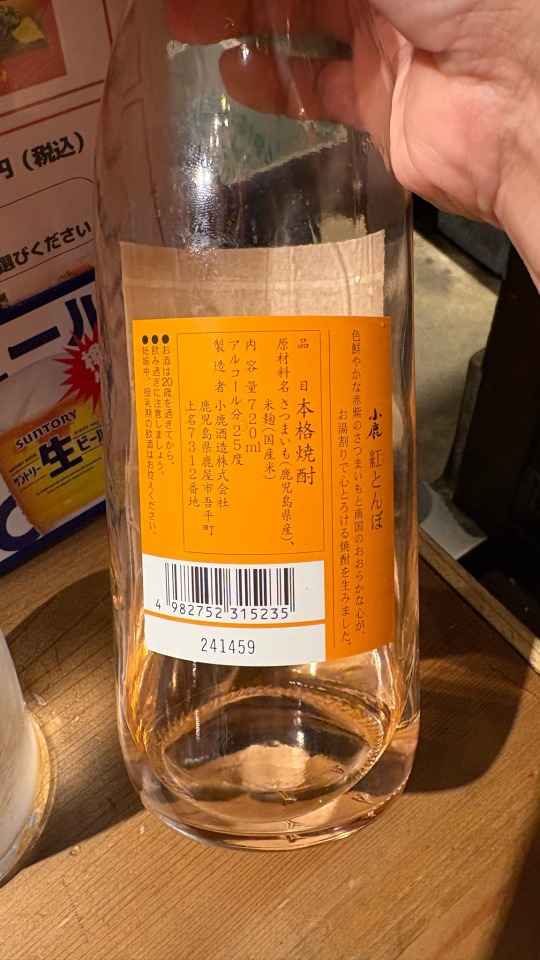 小鹿 紅とんぼ
色鮮やかな赤紫のさつまいもと南国のおおらかな心が、
お湯割りで心とろける焼酎を生みました。
品目 本格焼酎
原材料名 さつまいも(鹿児島県産)、
米麹(国産米)
内容量 720ml
アルコール分 25度
製造者 小鹿酒造株式会社
鹿児島県鹿屋市吾平町
上名7312番地
●お酒は20歳を過ぎてから。
●飲み過ぎに注意しましょう。
●妊娠中、授乳期の飲酒はお控えください。
4 982752 315235
241459
円(税込)
選びください
ール
SUNTORY
サントリー
生ビール